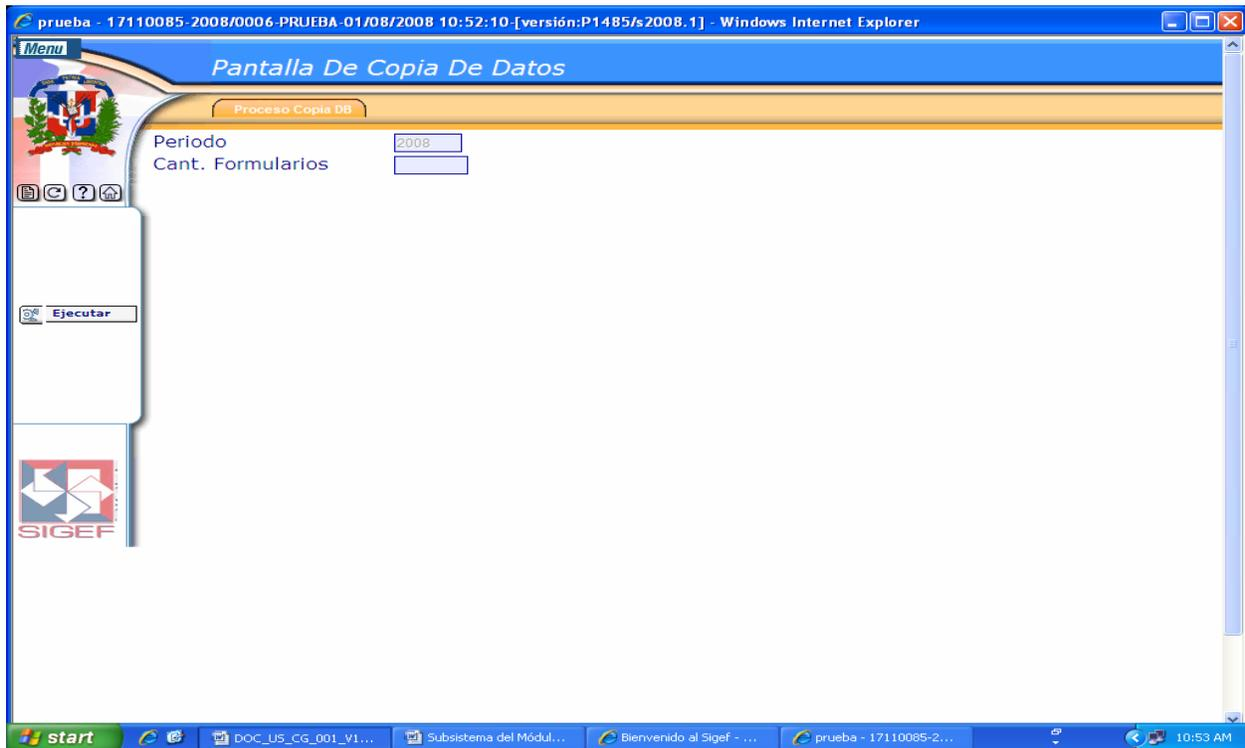 prueba - 17110085-2008/0006-PRUEBA-01/08/2008 10:52:10-[versión:P1485/s2008.1] - Windows Internet Explorer
Menu
Pantalla De Copia De Datos
Proceso Copia DB
Periodo 2008
Cant. Formularios
Ejecutar
SIGEF
start DOC_US_CG_001_V1... Subsistema del Módul... Bienvenido al Sigef - ... prueba - 17110085-2... 10:53 AM